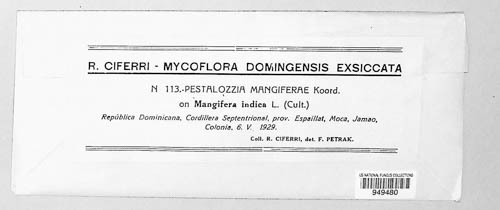 R. CIFERRI - MYCOFLORA DOMINGENSIS EXSICCATA
N 113.-PESTALOZZIA MANGIFERAE Koord.
on Mangifera indica L. (Cult.)
República Dominicana, Cordillera Septentrional, prov. Espaillat, Moca, Jamao,
Colonia, 6. V. 1929.
Coll. R. CIFERRI, det. F. PETRAK.
US NATIONAL FUNGUS COLLECTIONS
949480